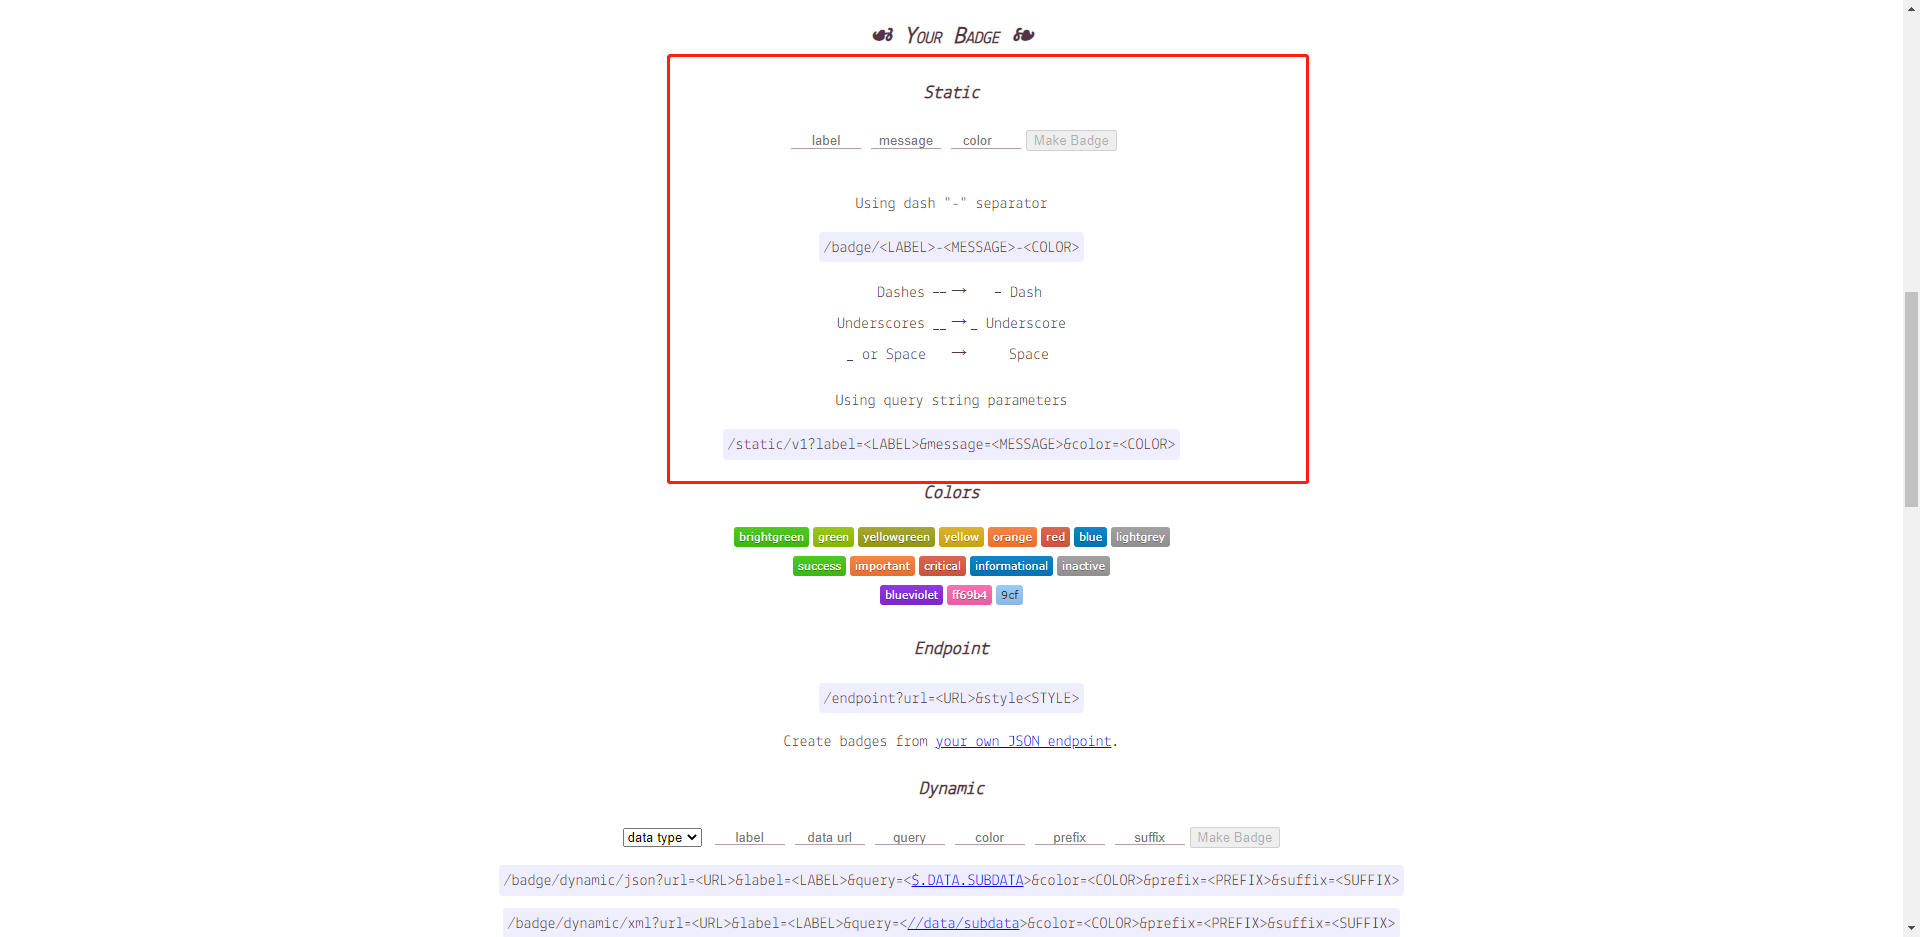 ☙ Your Badge ❧
Static
label message color Make Badge
Using dash "-" separator
/badge/<LABEL>-<MESSAGE>-<COLOR>
Dashes -- → - Dash
Underscores __ → _ Underscore
_ or Space → Space
Using query string parameters
/static/v1?label=<LABEL>&message=<MESSAGE>&color=<COLOR>
Colors
brightgreen green yellowgreen yellow orange red blue lightgrey
success important critical informational inactive
blueviolet ff69b4 9cf
Endpoint
/endpoint?url=<URL>&style<STYLE>
Create badges from your own JSON endpoint.
Dynamic
data type label data url query color prefix suffix Make Badge
/badge/dynamic/json?url=<URL>&label=<LABEL>&query=<$.DATA.SUBDATA>&color=<COLOR>&prefix=<PREFIX>&suffix=<SUFFIX>
/badge/dynamic/xml?url=<URL>&label=<LABEL>&query=<//data/subdata>&color=<COLOR>&prefix=<PREFIX>&suffix=<SUFFIX>